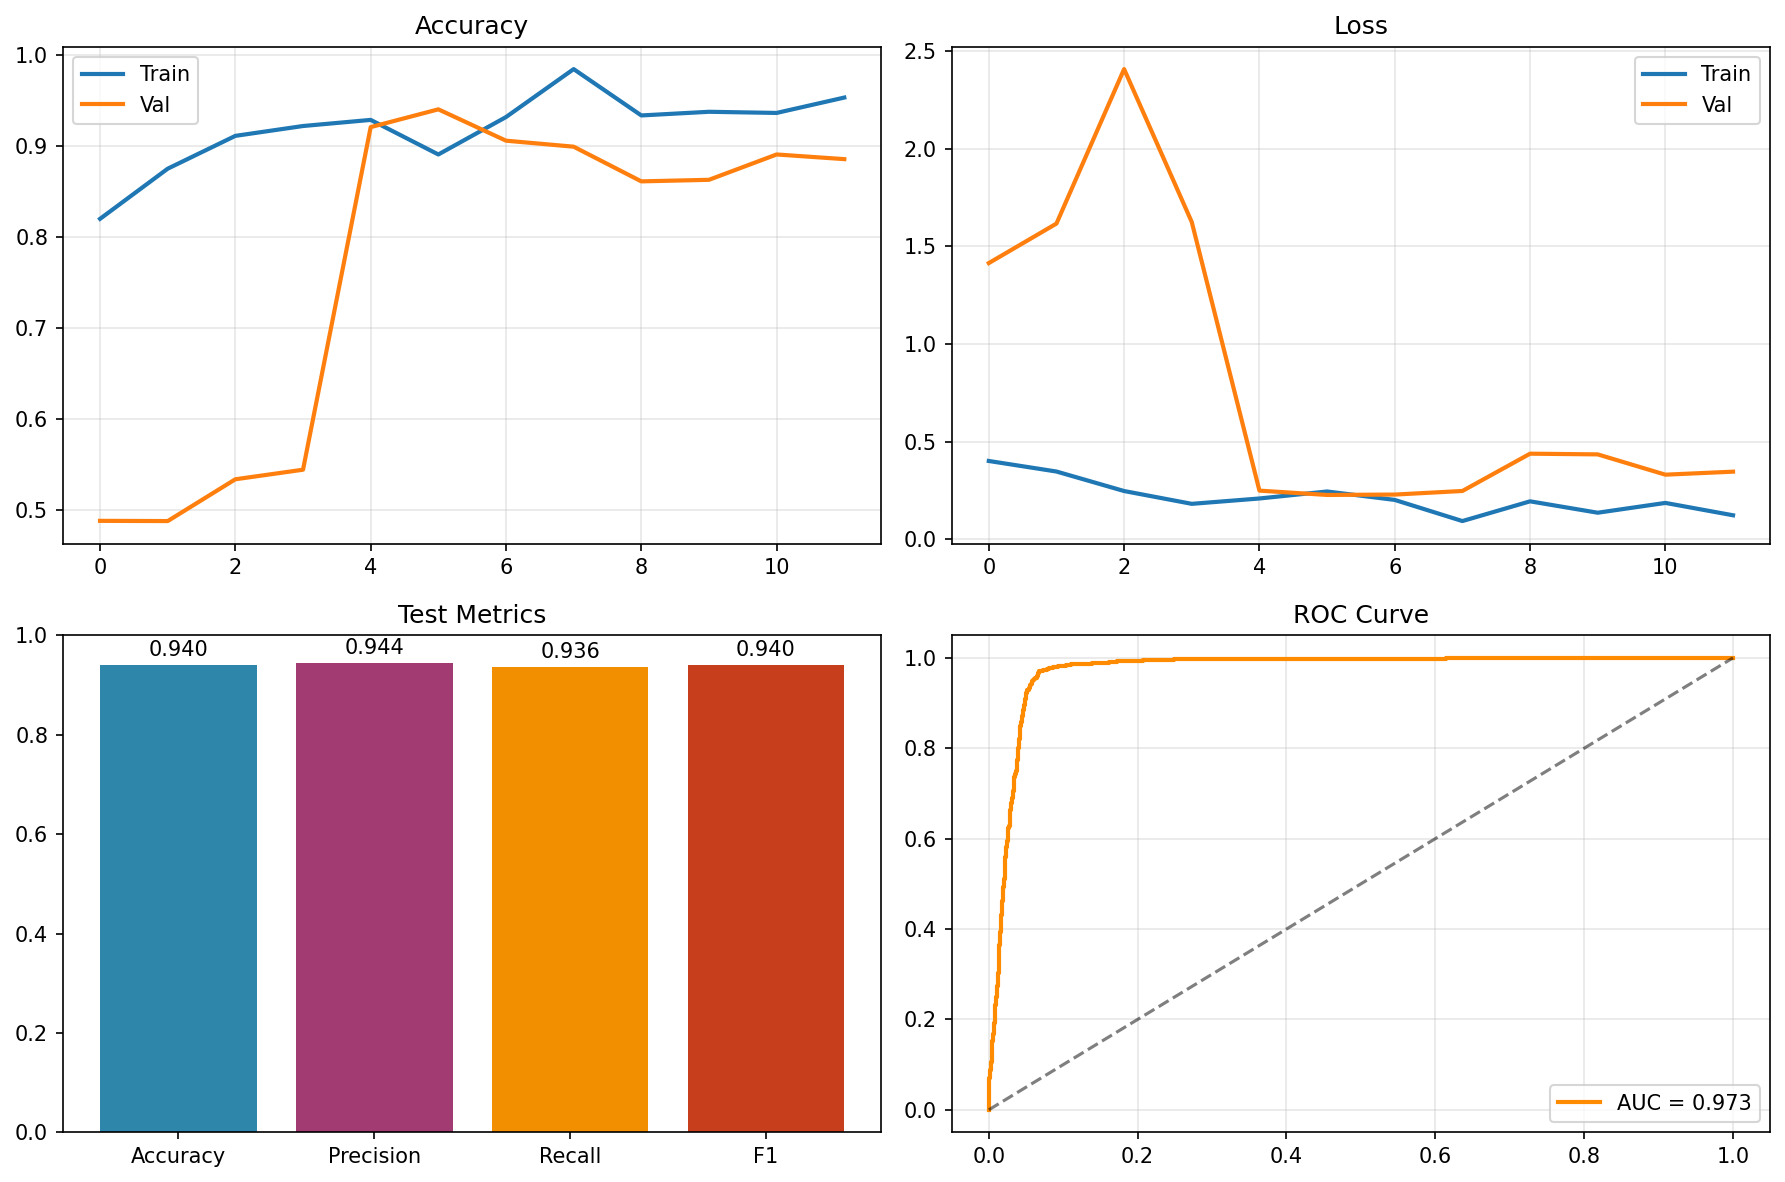 Accuracy
1.0
0.9
0.8
0.7
0.6
0.5
0 2 4 6 8 10
Train
Val
Loss
2.5
2.0
1.5
1.0
0.5
0.0
0 2 4 6 8 10
Train
Val
Test Metrics
1.0
0.8
0.6
0.4
0.2
0.0
0.940 0.944 0.936 0.940
Accuracy Precision Recall F1
ROC Curve
1.0
0.8
0.6
0.4
0.2
0.0
0.0 0.2 0.4 0.6 0.8 1.0
AUC = 0.973